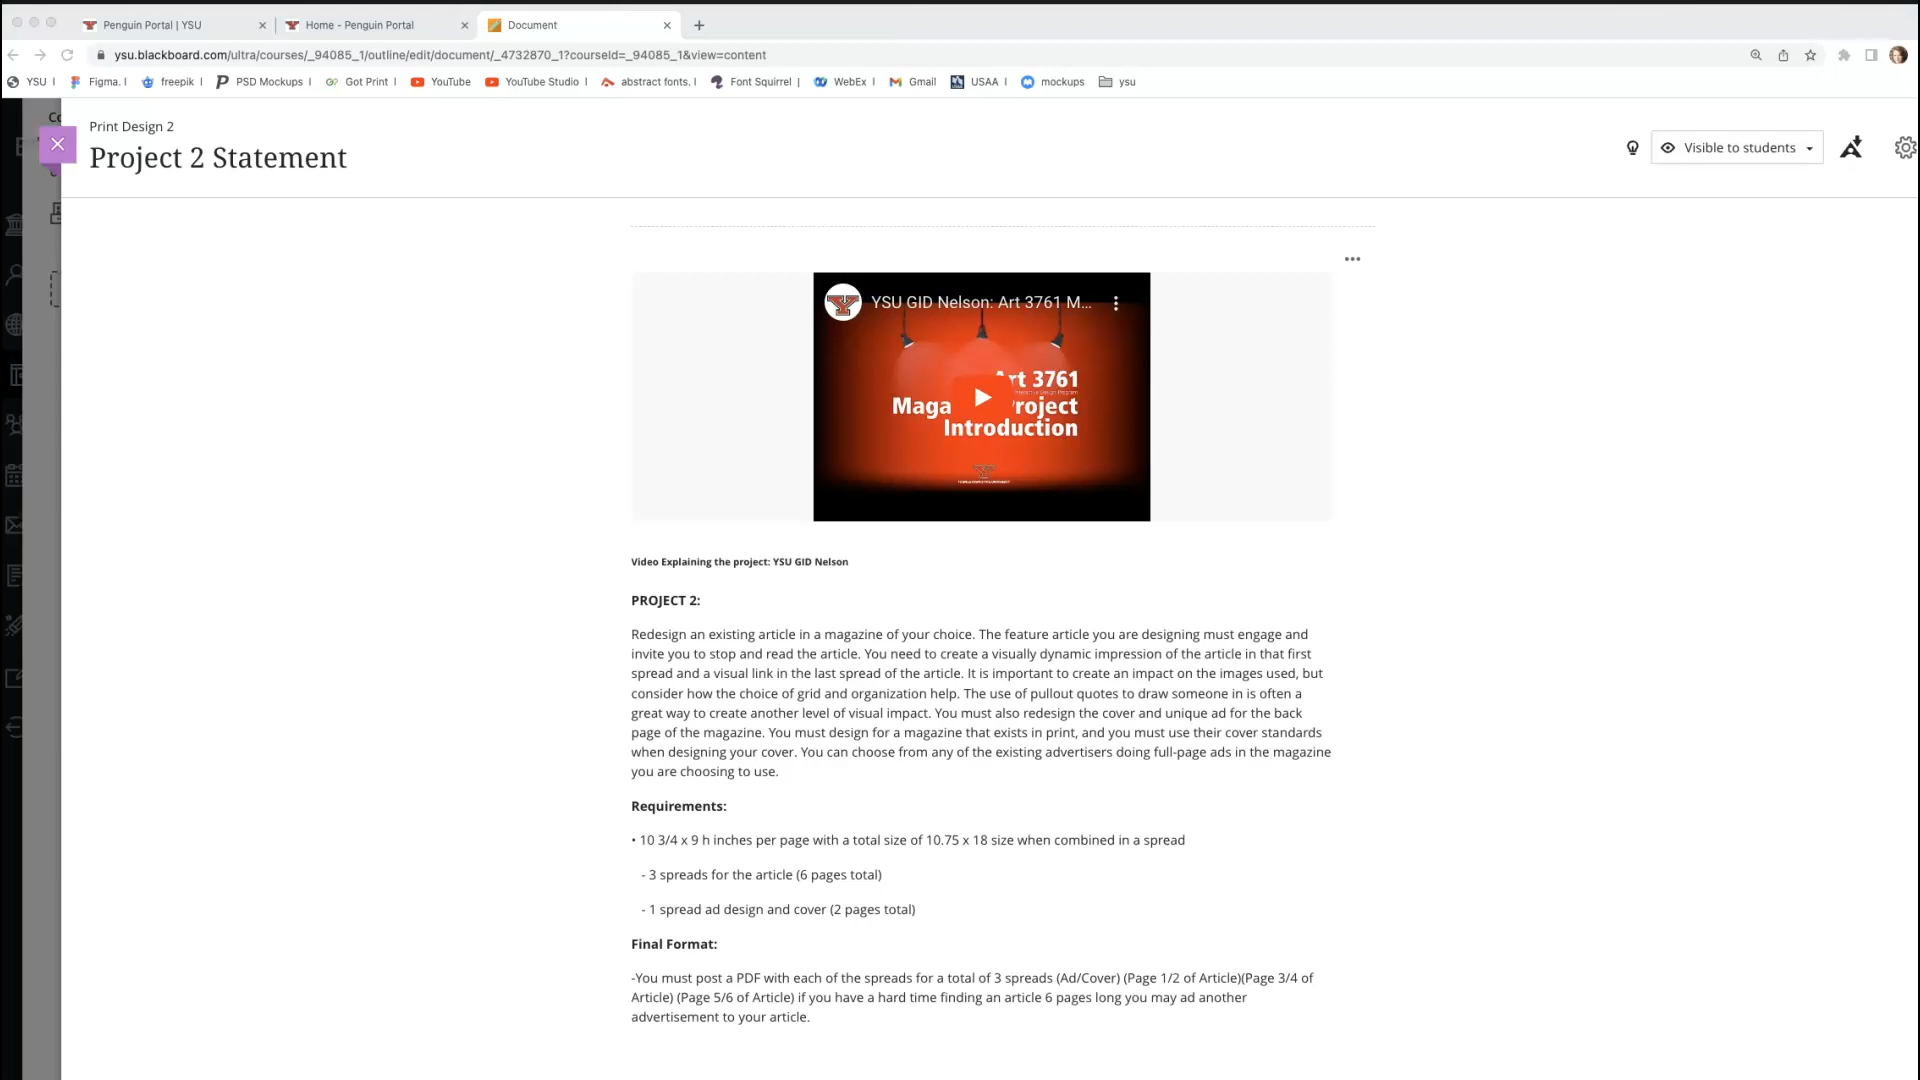 Penguin Portal | YSU
Home - Penguin Portal
Document
ysu.blackboard.com/ultra/courses/_94085_1/outline/edit/document/_4732870_1?courseId=_94085_1&view=content
YSU |
Figma. |
freepik |
PSD Mockups |
Got Print |
YouTube
YouTube Studio |
abstract fonts. |
Font Squirrel |
WebEx |
Gmail
USAA |
mockups
ysu
Print Design 2
Project 2 Statement
Visible to students
YSU GID Nelson: Art 3761 M...
Art 3761
Maga roject
Introduction
Video Explaining the project: YSU GID Nelson
PROJECT 2:
Redesign an existing article in a magazine of your choice. The feature article you are designing must engage and
invite you to stop and read the article. You need to create a visually dynamic impression of the article in that first
spread and a visual link in the last spread of the article. It is important to create an impact on the images used, but
consider how the choice of grid and organization help. The use of pullout quotes to draw someone in is often a
great way to create another level of visual impact. You must also redesign the cover and unique ad for the back
page of the magazine. You must design for a magazine that exists in print, and you must use their cover standards
when designing your cover. You can choose from any of the existing advertisers doing full-page ads in the magazine
you are choosing to use.
Requirements:
• 10 3/4 x 9 h inches per page with a total size of 10.75 x 18 size when combined in a spread
- 3 spreads for the article (6 pages total)
- 1 spread ad design and cover (2 pages total)
Final Format:
-You must post a PDF with each of the spreads for a total of 3 spreads (Ad/Cover) (Page 1/2 of Article)(Page 3/4 of
Article) (Page 5/6 of Article) if you have a hard time finding an article 6 pages long you may ad another
advertisement to your article.